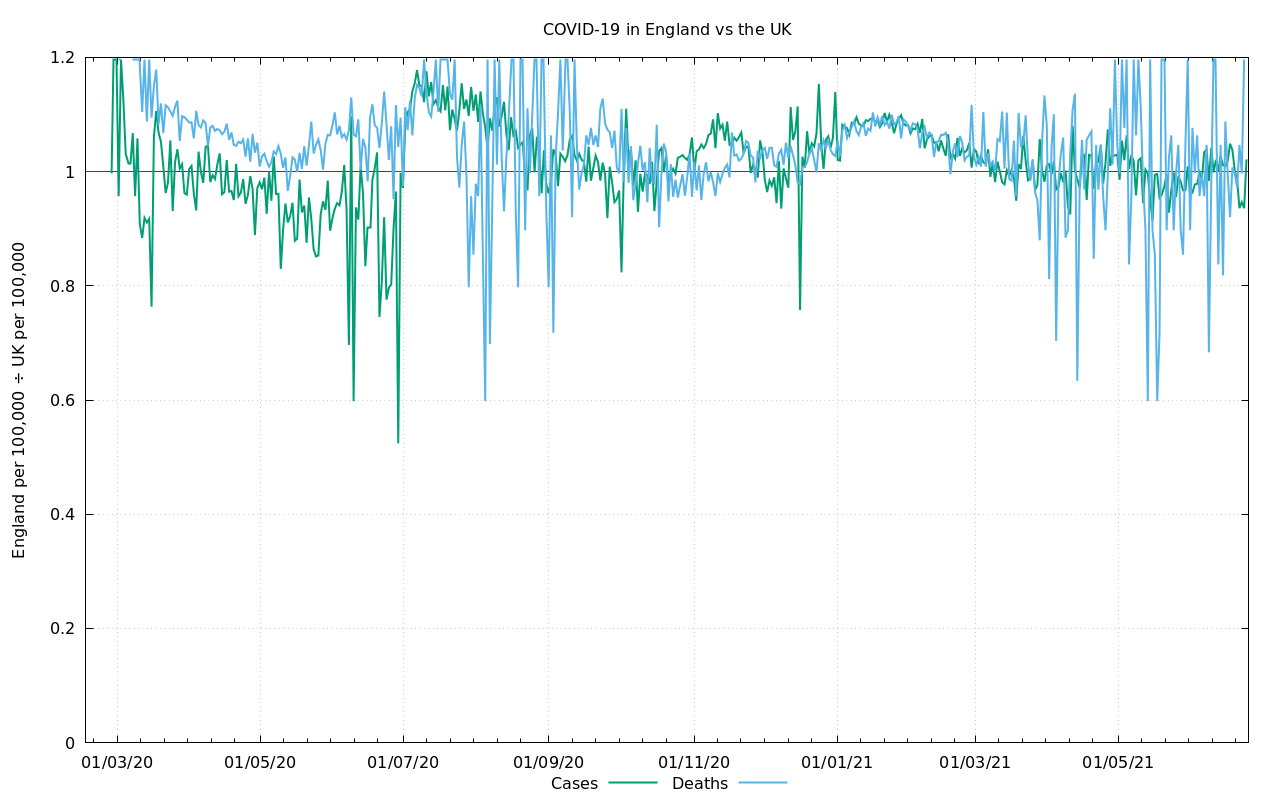 COVID-19 in England vs the UK
England per 100,000 ÷ UK per 100,000
1.2
1
0.8
0.6
0.4
0.2
0
01/03/20 01/05/20 01/07/20 01/09/20 01/11/20 01/01/21 01/03/21 01/05/21
Cases Deaths